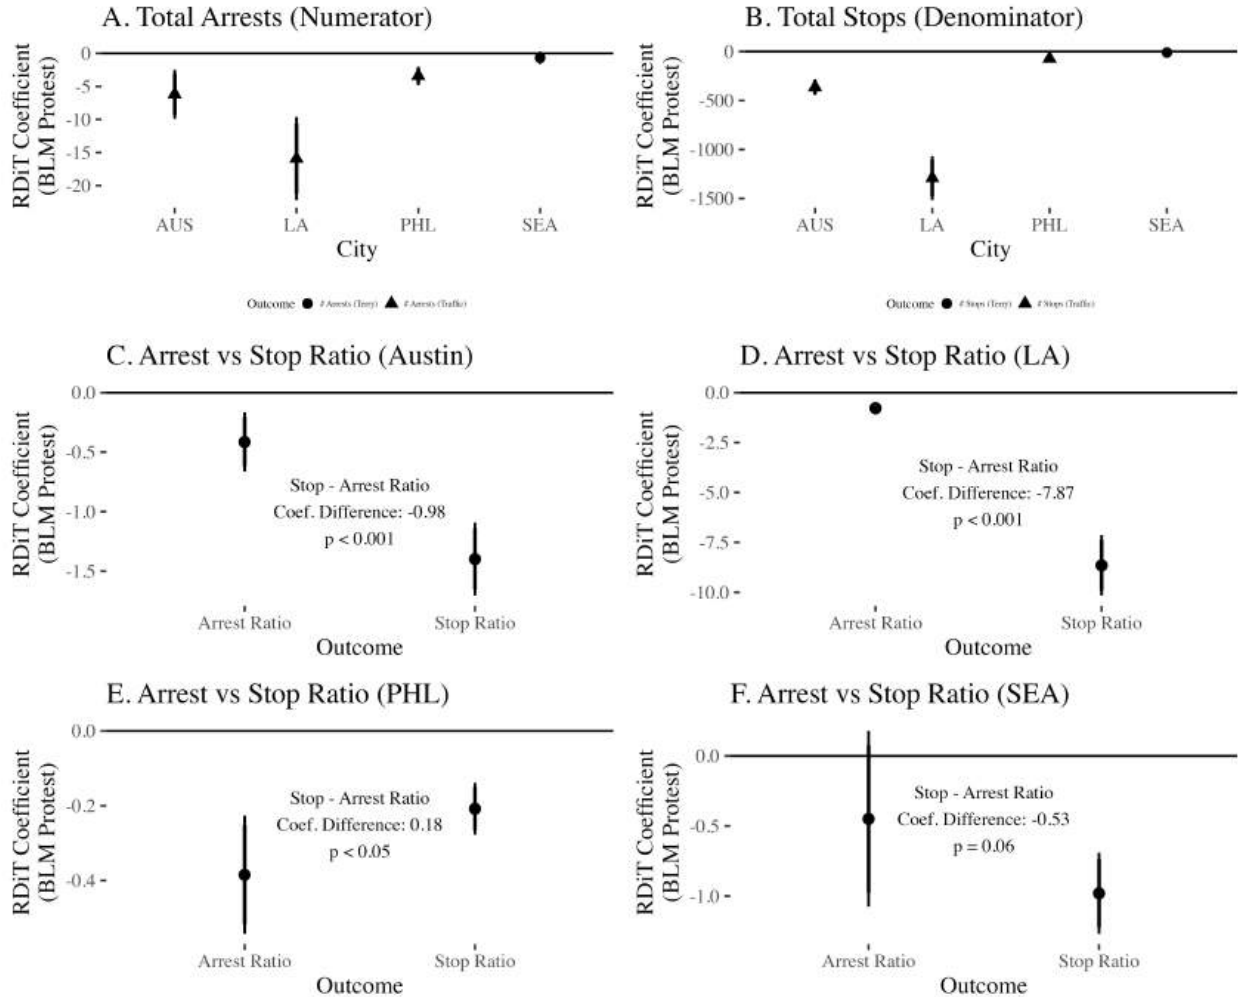 A. Total Arrests (Numerator)
RDiT Coefficient
(BLM Protest)
0
-5
-10
-15
-20
AUS LA PHL SEA
City
Outcome # Arrests (Terry) # Arrests (Traffic)
B. Total Stops (Denominator)
RDiT Coefficient
(BLM Protest)
0
-500
-1000
-1500
AUS LA PHL SEA
City
Outcome # Stops (Terry) # Stops (Traffic)
C. Arrest vs Stop Ratio (Austin)
RDiT Coefficient
(BLM Protest)
0.0
-0.5
-1.0
-1.5
Stop - Arrest Ratio
Coef. Difference: -0.98
p < 0.001
Arrest Ratio Stop Ratio
Outcome
D. Arrest vs Stop Ratio (LA)
RDiT Coefficient
(BLM Protest)
0.0
-2.5
-5.0
-7.5
-10.0
Stop - Arrest Ratio
Coef. Difference: -7.87
p < 0.001
Arrest Ratio Stop Ratio
Outcome
E. Arrest vs Stop Ratio (PHL)
RDiT Coefficient
(BLM Protest)
0.0
-0.2
-0.4
Stop - Arrest Ratio
Coef. Difference: 0.18
p < 0.05
Arrest Ratio Stop Ratio
Outcome
F. Arrest vs Stop Ratio (SEA)
RDiT Coefficient
(BLM Protest)
0.0
-0.5
-1.0
Stop - Arrest Ratio
Coef. Difference: -0.53
p = 0.06
Arrest Ratio Stop Ratio
Outcome